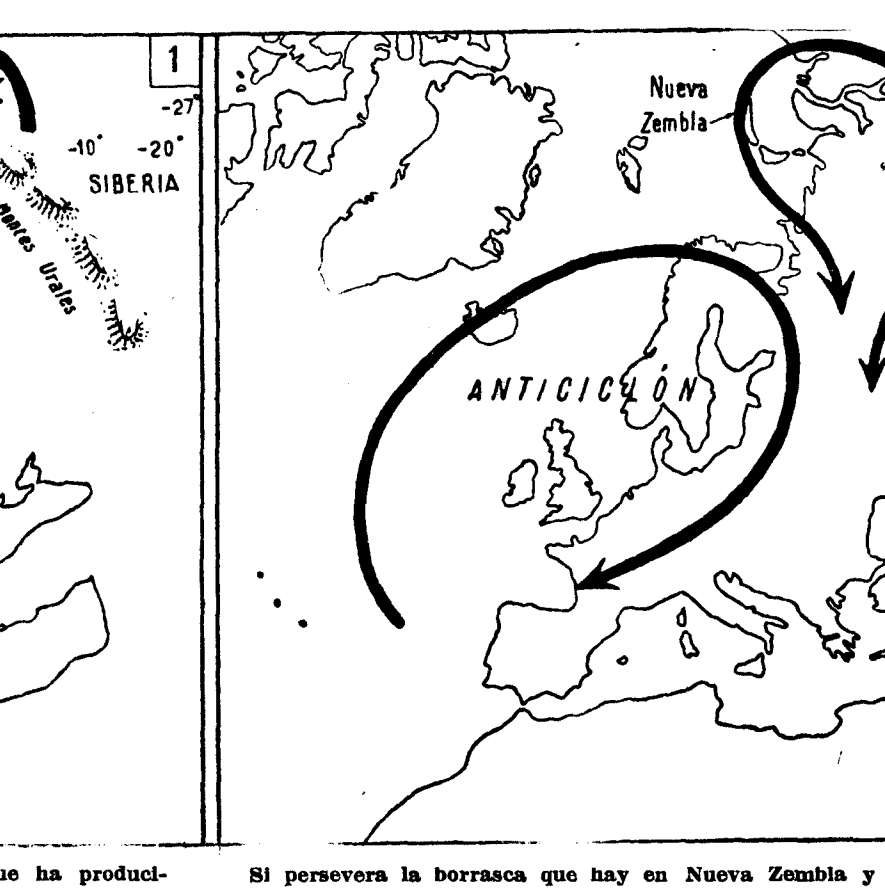 1
-27°
-10° -20°
SIBERIA
Montes Urales
Nueva
Zembla
ANTICICLÓN
ue ha produci-
Si persevera la borrasca que hay en Nueva Zembla y